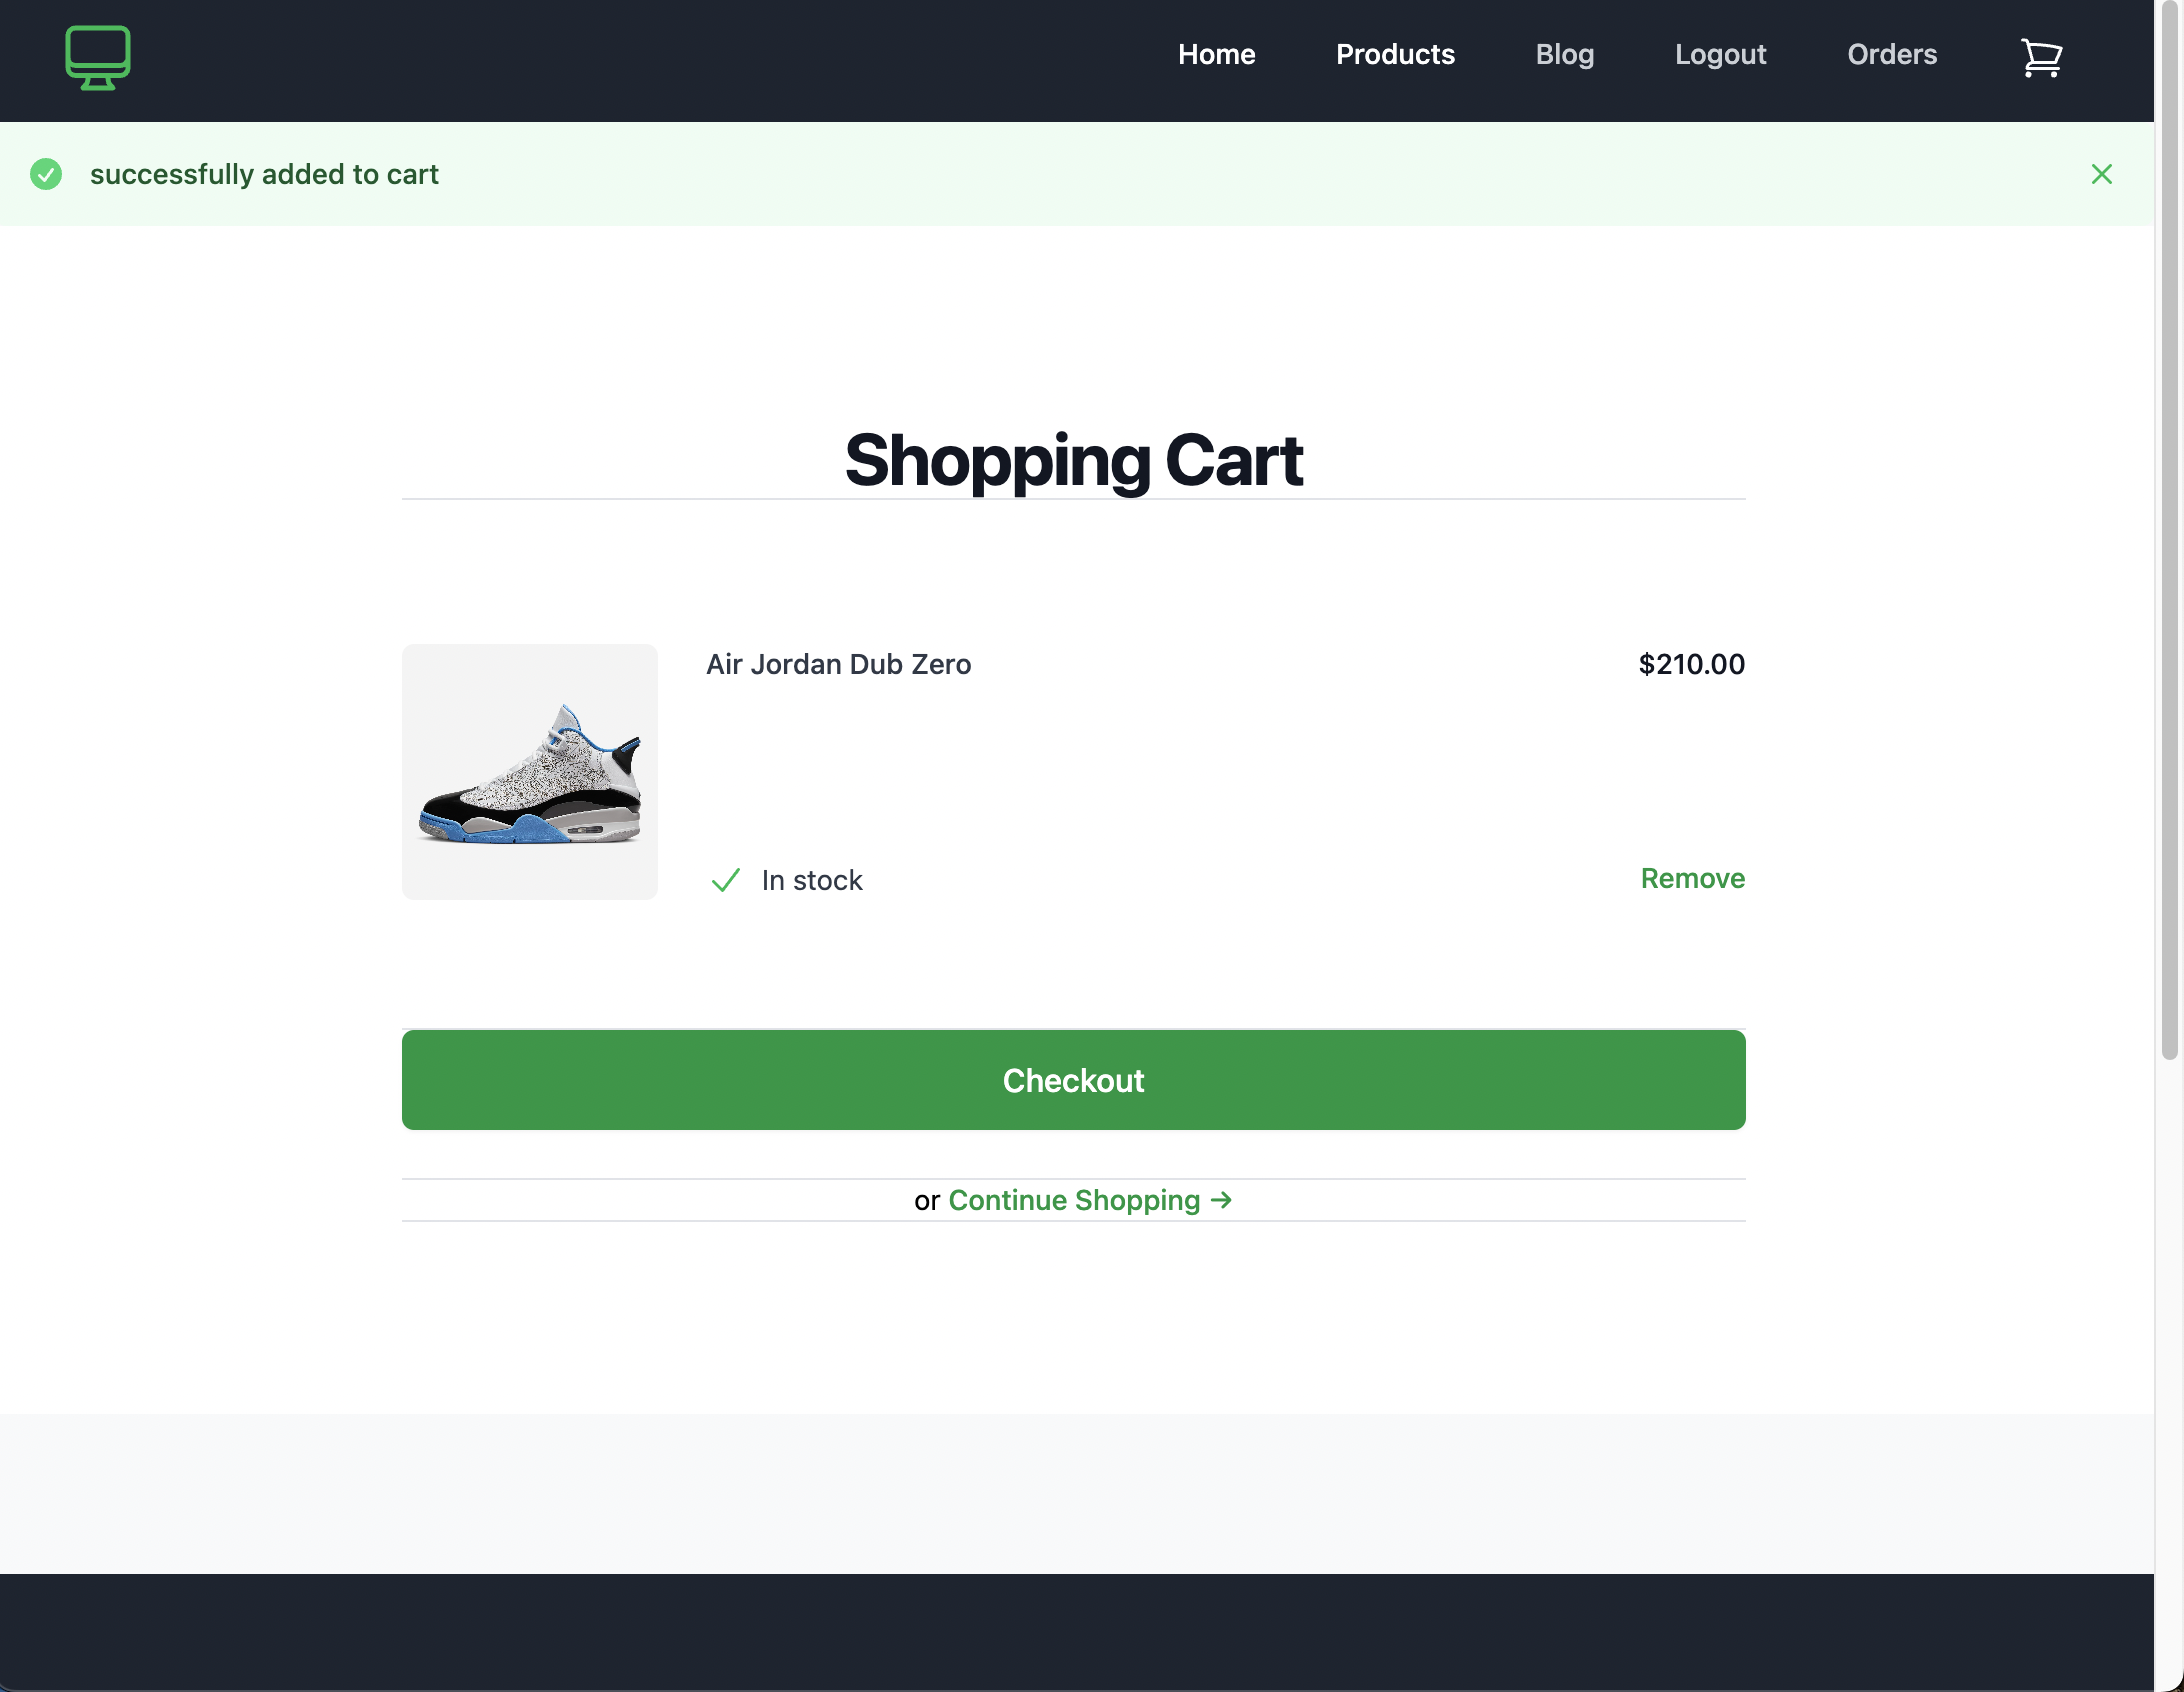 Home Products Blog Logout Orders
successfully added to cart
Shopping Cart
Air Jordan Dub Zero $210.00
In stock Remove
Checkout
or Continue Shopping →